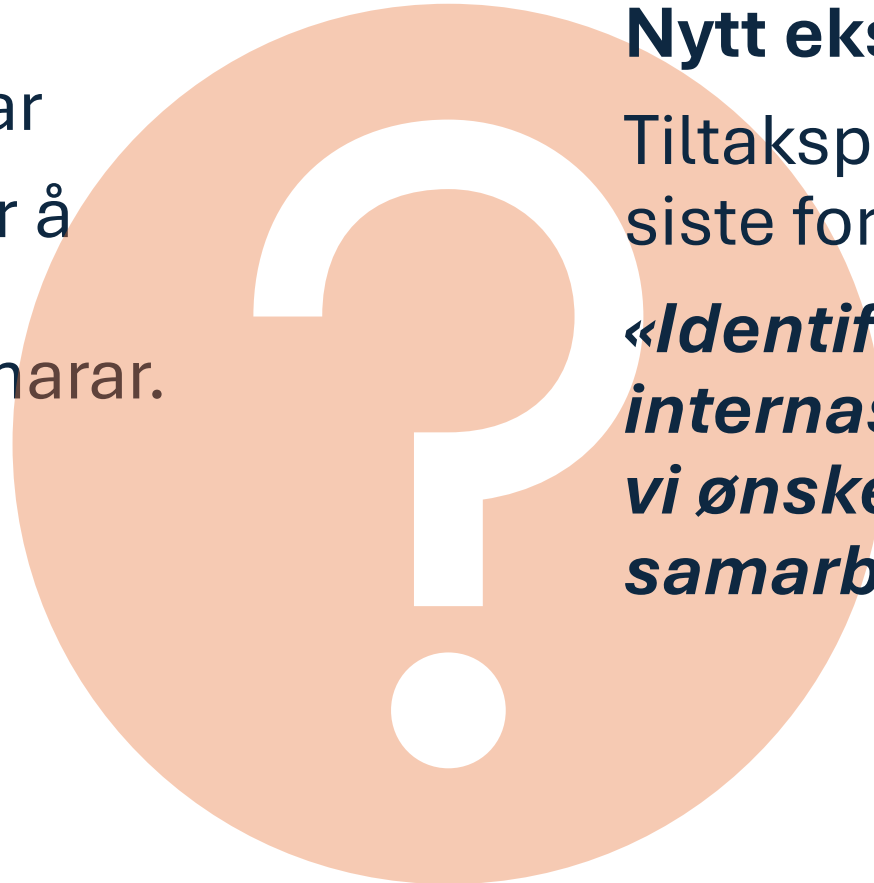 ar
r å
narar.
Nytt eks
Tiltaksp
siste for
«Identif
internas
vi ønske
samarb